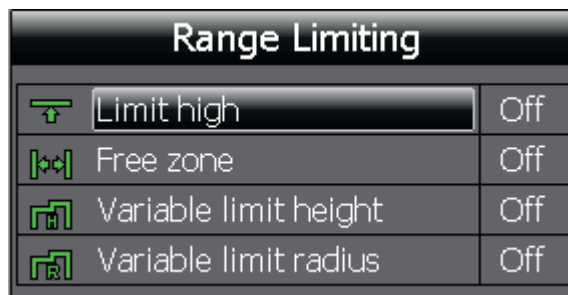 Range Limiting
Limit high Off
Free zone Off
H Variable limit height Off
R Variable limit radius Off